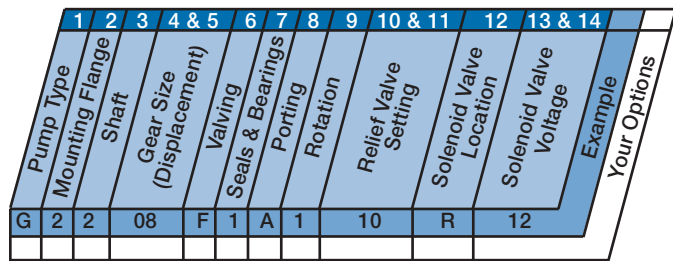 1 2 3 4 & 5 6 7 8 9 10 & 11 12 13 & 14
Pump Type
Mounting Flange
Shaft
Gear Size
(Displacement)
Valving
Seals & Bearings
Porting
Rotation
Relief Valve
Setting
Solenoid Valve
Location
Solenoid Valve
Voltage
Example
Your Options
G 2 2 08 F 1 A 1 10 R 12